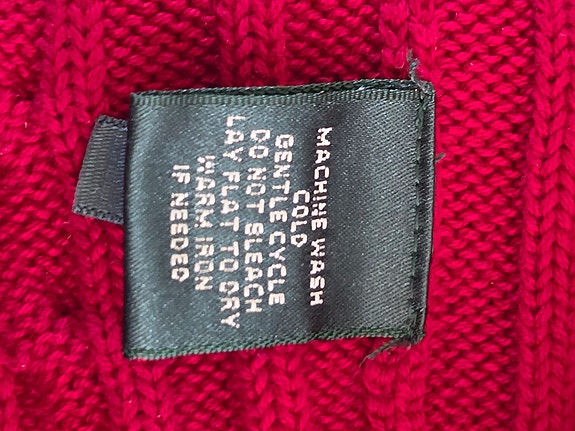 MACHINE WASH
COLD
GENTLE CYCLE
DO NOT BLEACH
LAY FLAT TO DRY
WARM IRON
IF NEEDED